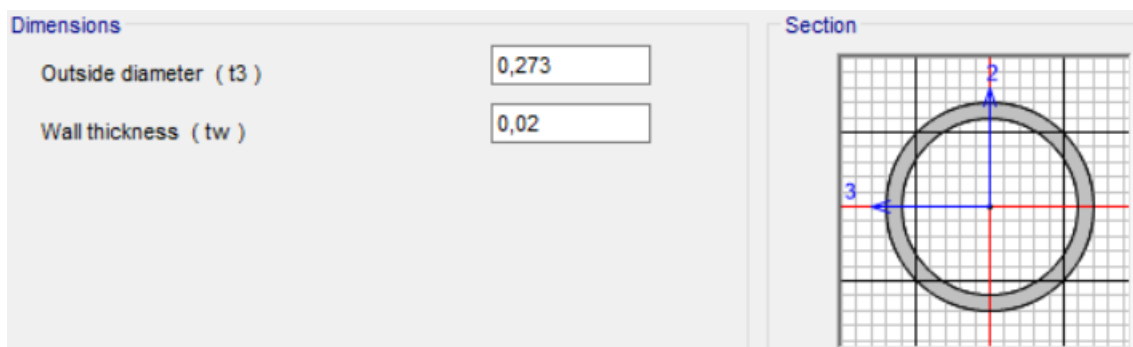 Dimensions
Outside diameter ( t3 )
0,273
Wall thickness ( tw )
0,02
Section
2
3